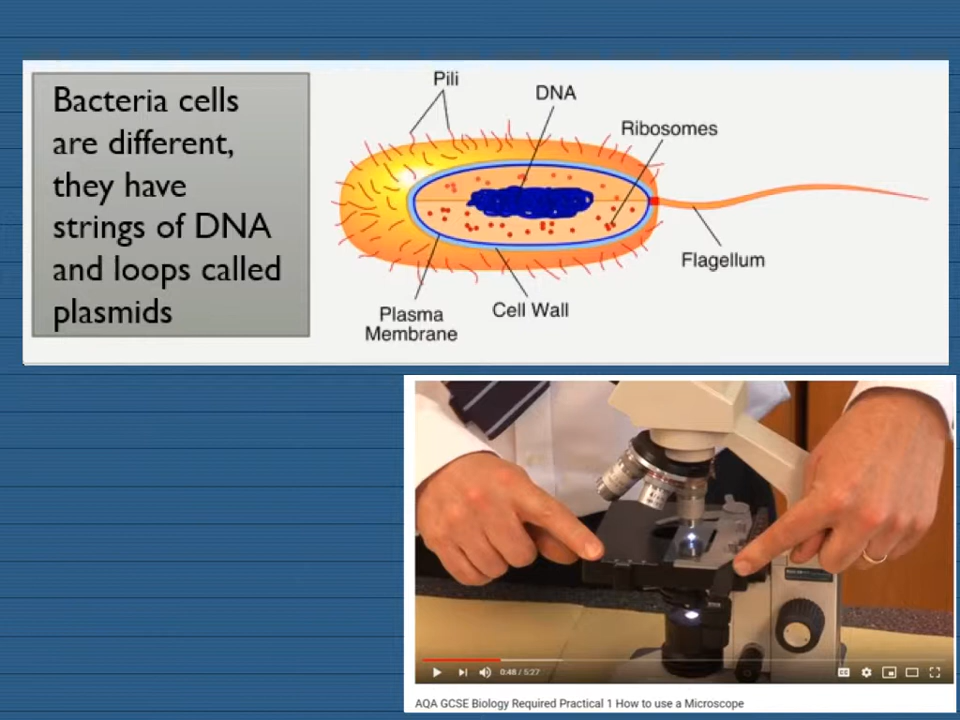 Bacteria cells
are different,
they have
strings of DNA
and loops called
plasmids
Pili
DNA
Ribosomes
Flagellum
Cell Wall
Plasma
Membrane
0:48 / 5:27
AQA GCSE Biology Required Practical 1 How to use a Microscope